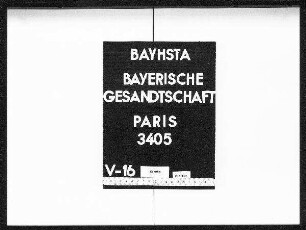 BAYHSTA
BAYERISCHE
GESANDTSCHAFT
PARIS
3405
V-16